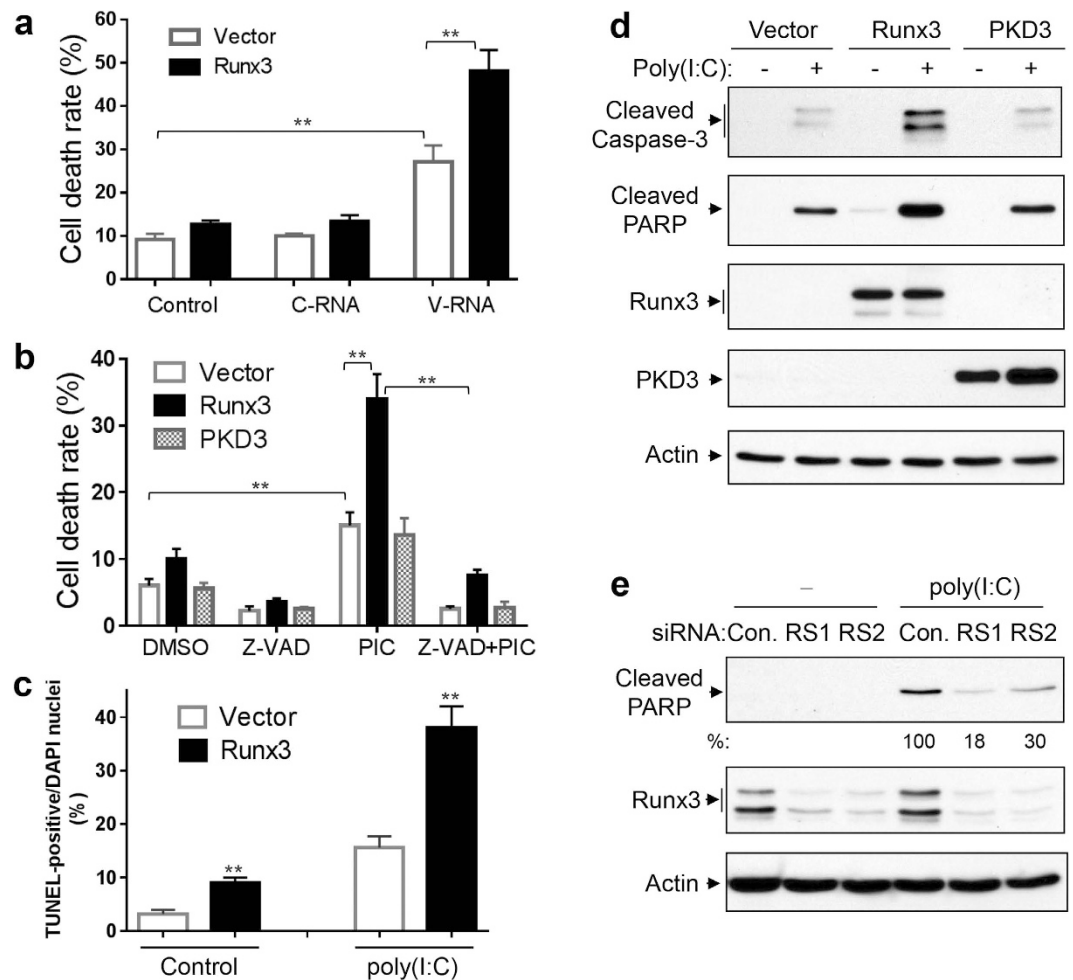 a
Vector
Runx3
Cell death rate (%)
60
50
40
30
20
10
0
**
**
Control C-RNA V-RNA
b
Vector
Runx3
PKD3
Cell death rate (%)
40
30
20
10
0
**
**
**
DMSO Z-VAD PIC Z-VAD+PIC
c
Vector
Runx3
TUNEL-positive/DAPI nuclei
(%)
40
30
20
10
0
**
**
Control poly(I:C)
d
Vector Runx3 PKD3
Poly(I:C): - + - + - +
Cleaved
Caspase-3
Cleaved
PARP
Runx3
PKD3
Actin
e
– poly(I:C)
siRNA: Con. RS1 RS2 Con. RS1 RS2
Cleaved
PARP
%: 100 18 30
Runx3
Actin